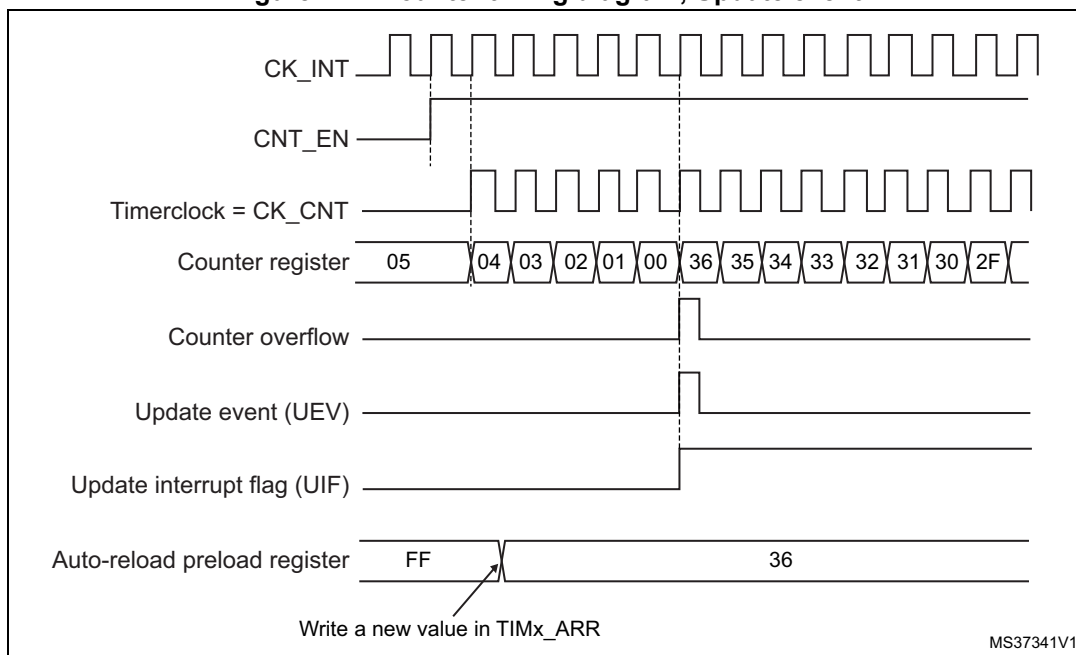 CK_INT
CNT_EN
Timerclock = CK_CNT
Counter register 05 04 03 02 01 00 36 35 34 33 32 31 30 2F
Counter overflow
Update event (UEV)
Update interrupt flag (UIF)
Auto-reload preload register FF 36
Write a new value in TIMx_ARR
MS37341V1